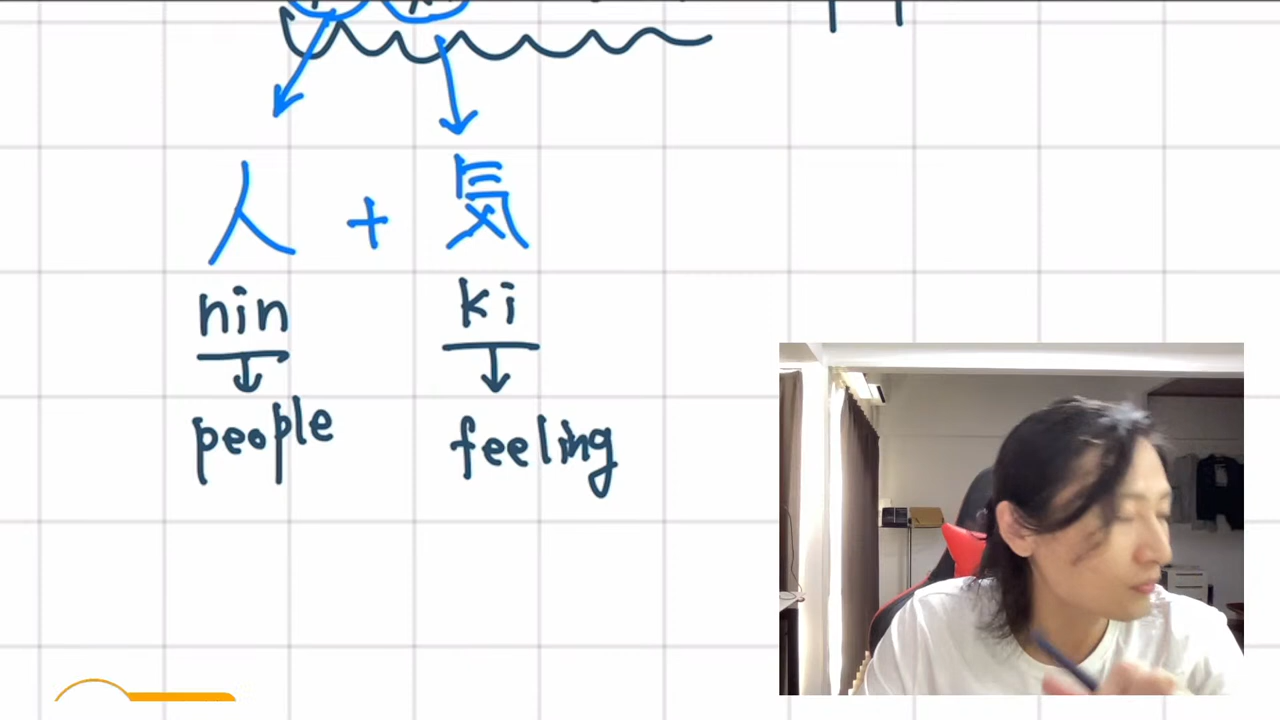 人 + 気
nin ki
people feeling